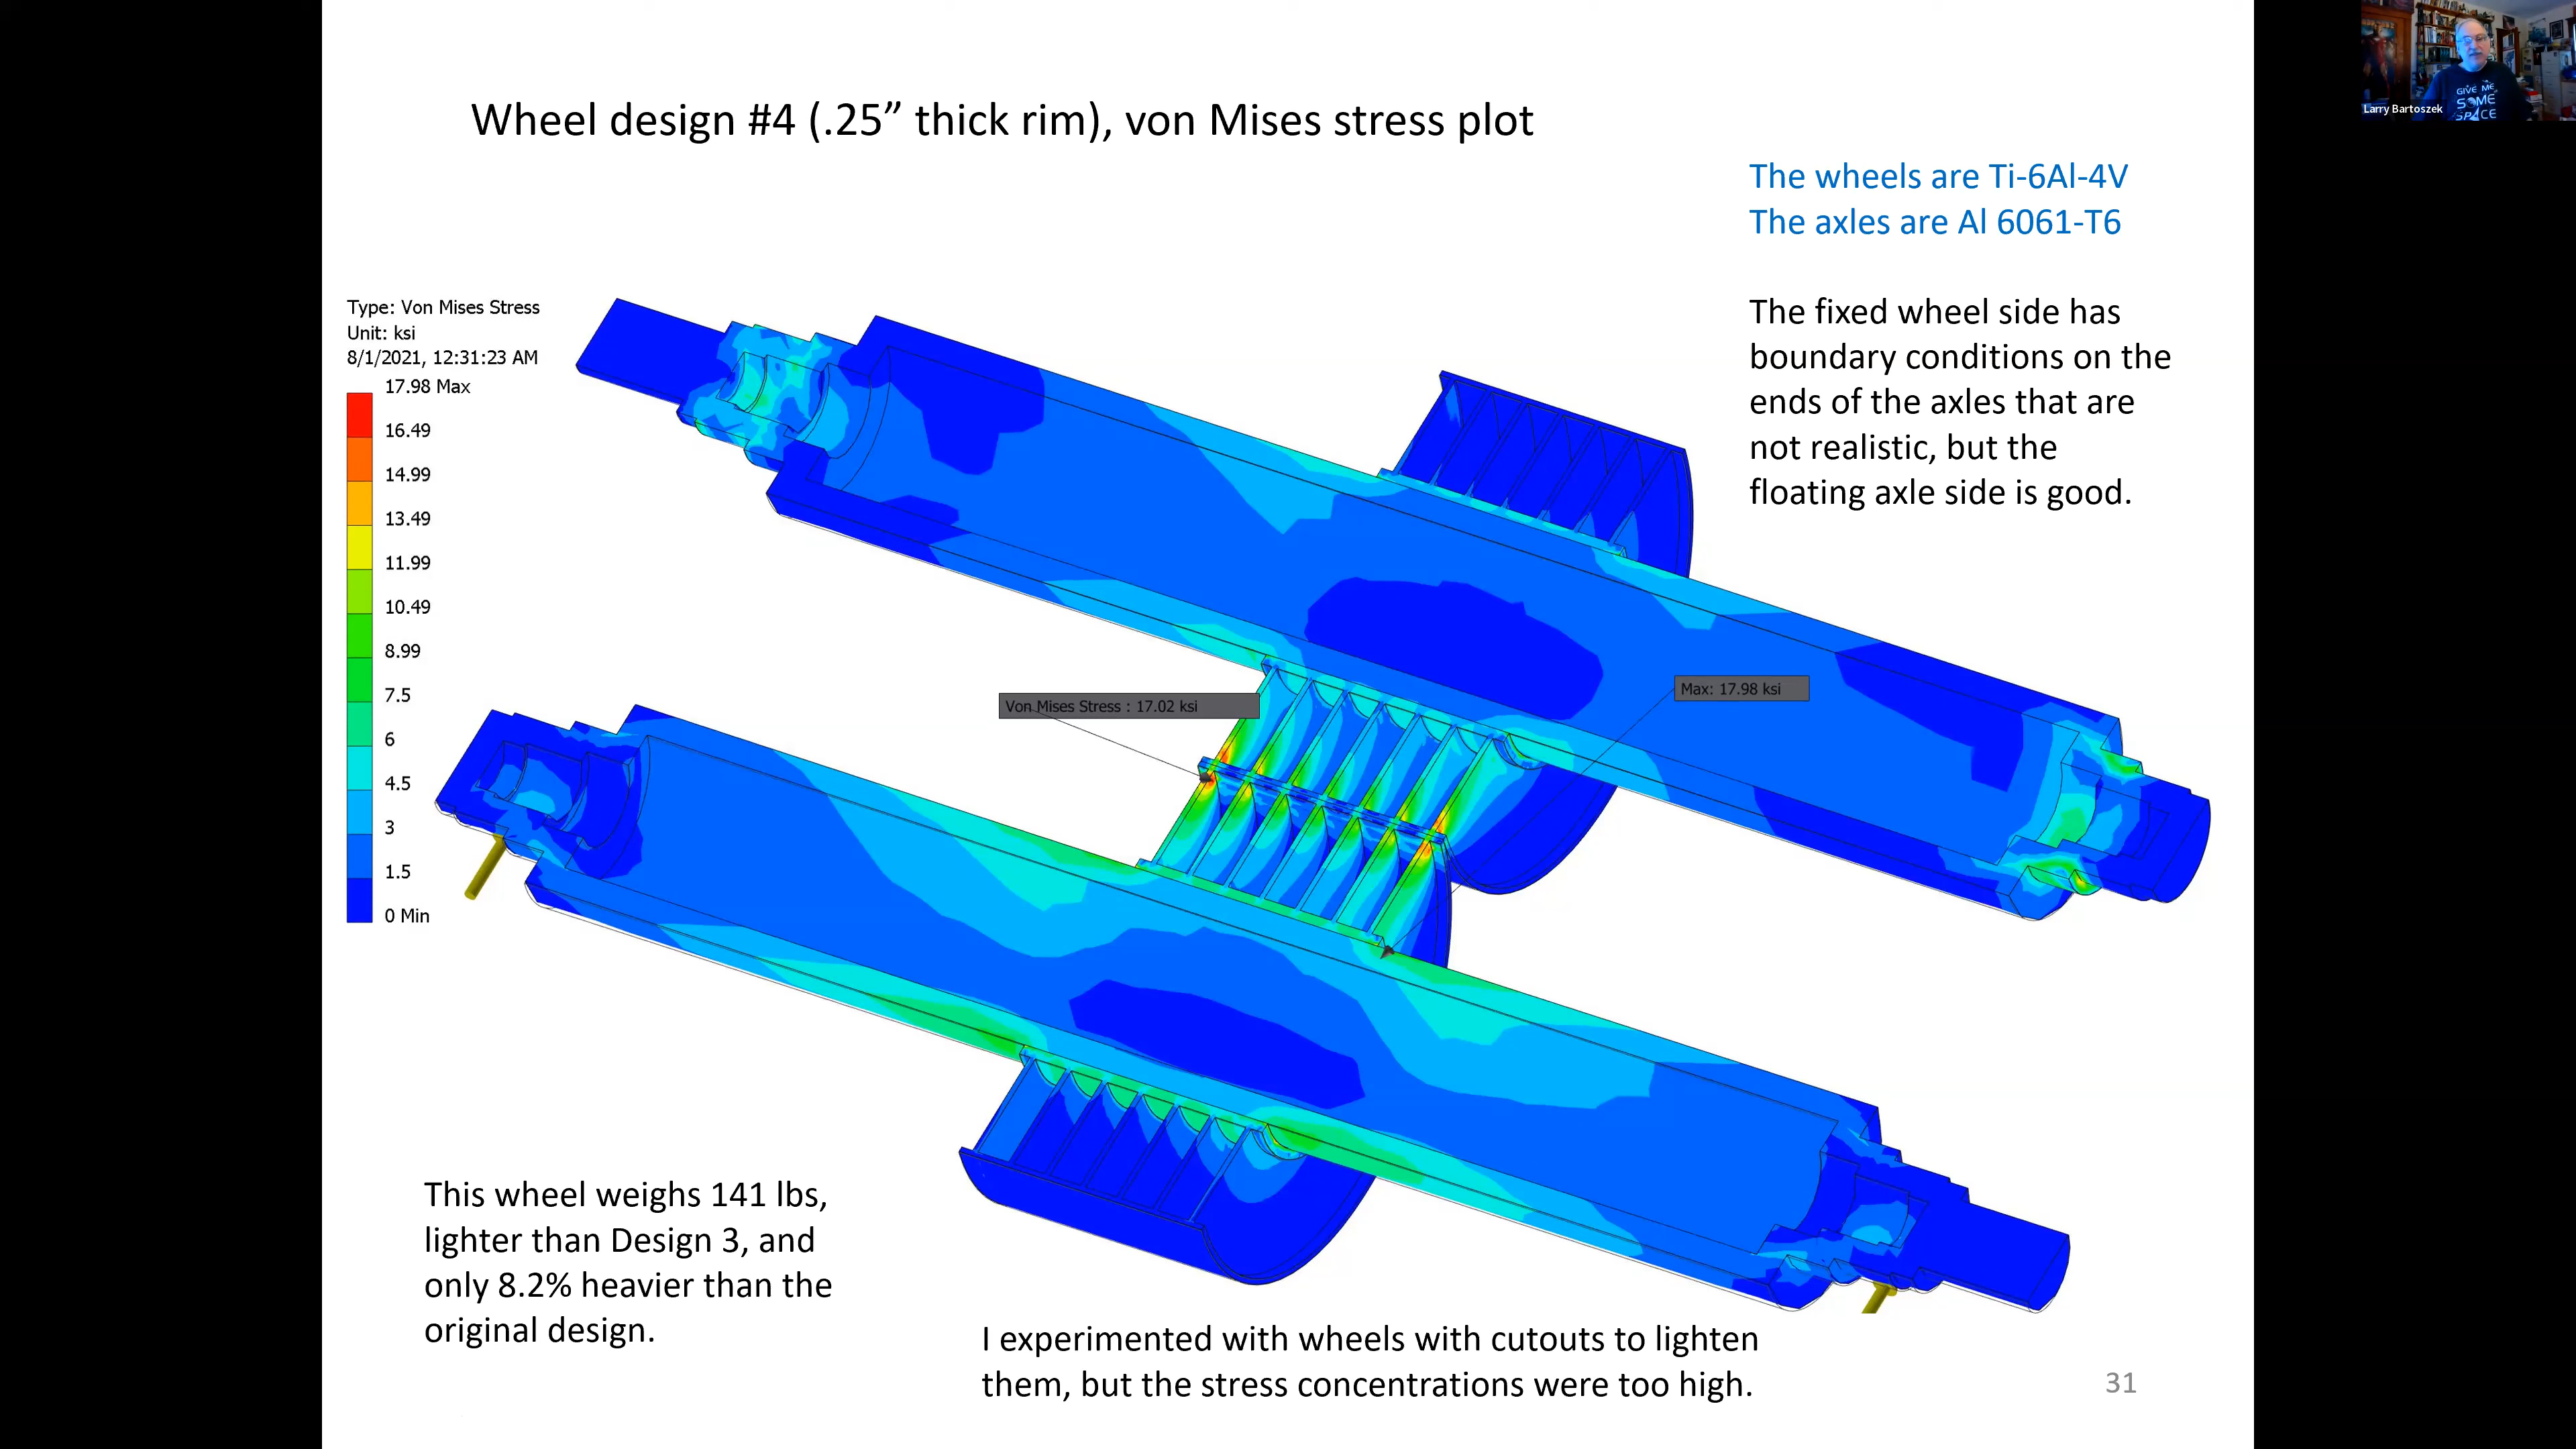 Wheel design #4 (.25” thick rim), von Mises stress plot
The wheels are Ti-6Al-4V
The axles are Al 6061-T6
The fixed wheel side has
boundary conditions on the
ends of the axles that are
not realistic, but the
floating axle side is good.
Type: Von Mises Stress
Unit: ksi
8/1/2021, 12:31:23 AM
17.98 Max
16.49
14.99
13.49
11.99
10.49
8.99
7.5
6
4.5
3
1.5
0 Min
Von Mises Stress : 17.02 ksi
Max: 17.98 ksi
This wheel weighs 141 lbs,
lighter than Design 3, and
only 8.2% heavier than the
original design.
I experimented with wheels with cutouts to lighten
them, but the stress concentrations were too high.
31
Larry Bartoszek
GIVE ME
SOME
SPACE